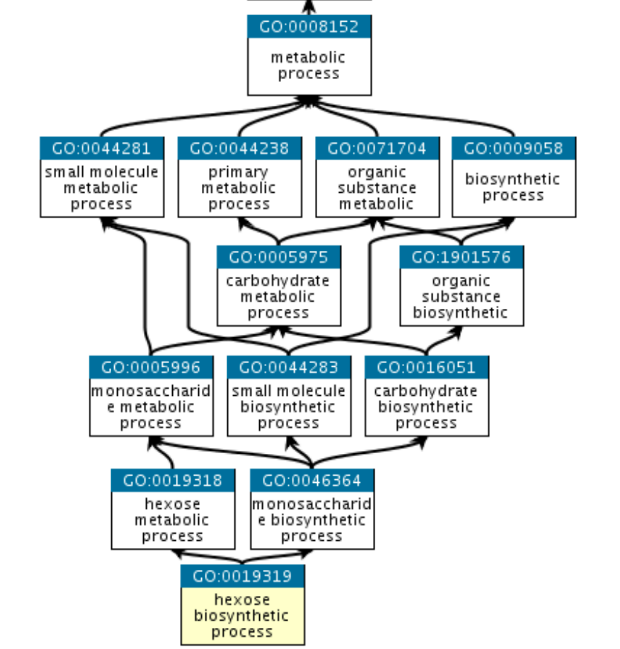 GO:0008152
metabolic
process
GO:0044281
small molecule
metabolic
process
GO:0044238
primary
metabolic
process
GO:0071704
organic
substance
metabolic
GO:0009058
biosynthetic
process
GO:0005975
carbohydrate
metabolic
process
GO:1901576
organic
substance
biosynthetic
GO:0005996
monosaccharid
e metabolic
process
GO:0044283
small molecule
biosynthetic
process
GO:0016051
carbohydrate
biosynthetic
process
GO:0019318
hexose
metabolic
process
GO:0046364
monosaccharid
e biosynthetic
process
GO:0019319
hexose
biosynthetic
process